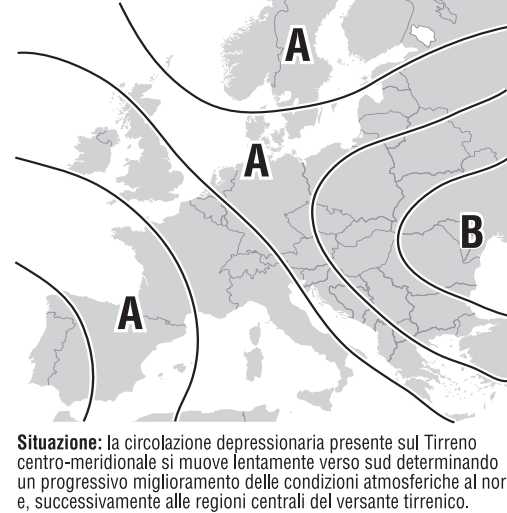 A
A
B
A
Situazione: la circolazione depressionaria presente sul Tirreno
centro-meridionale si muove lentamente verso sud determinando
un progressivo miglioramento delle condizioni atmosferiche al nor
e, successivamente alle regioni centrali del versante tirrenico.